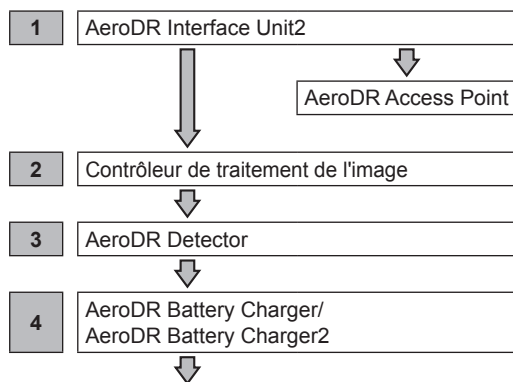 1 AeroDR Interface Unit2
AeroDR Access Point
2 Contrôleur de traitement de l'image
3 AeroDR Detector
4 AeroDR Battery Charger/
AeroDR Battery Charger2